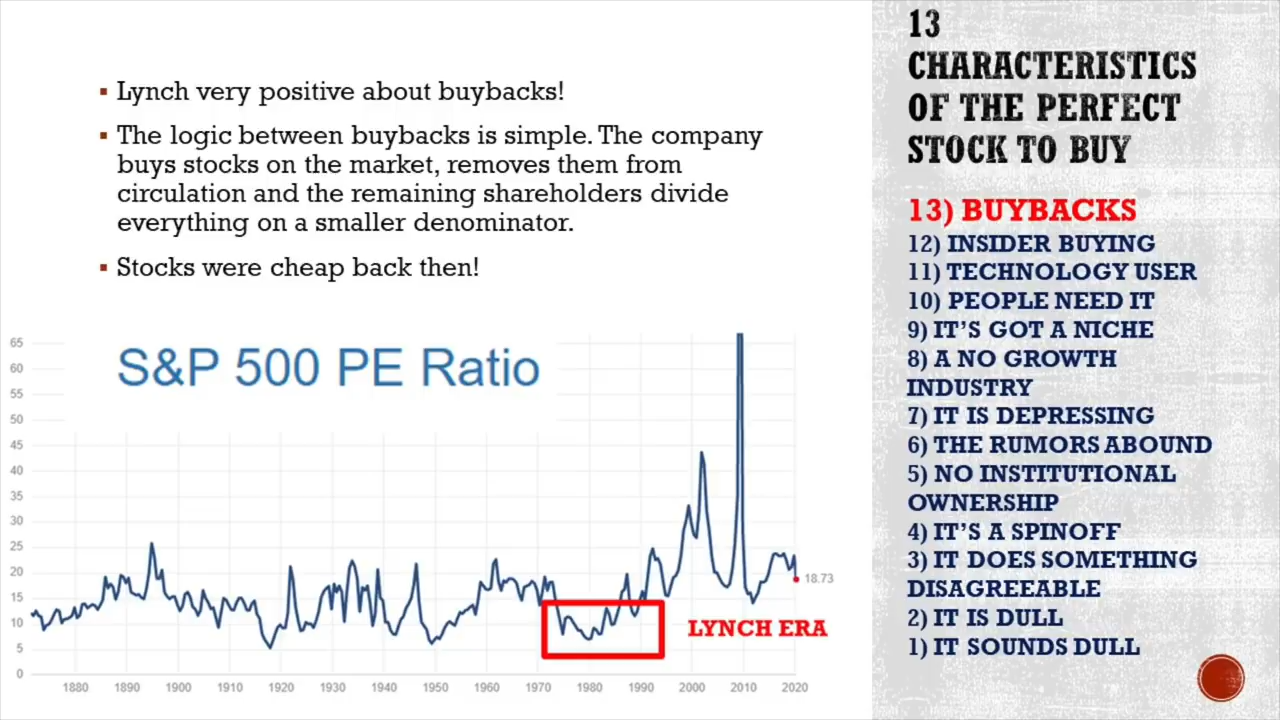 Lynch very positive about buybacks!
The logic between buybacks is simple. The company
buys stocks on the market, removes them from
circulation and the remaining shareholders divide
everything on a smaller denominator.
Stocks were cheap back then!
S&P 500 PE Ratio
65
60
55
50
45
40
35
30
25
20
15
10
5
0
18.73
LYNCH ERA
1880 1890 1900 1910 1920 1930 1940 1950 1960 1970 1980 1990 2000 2010 2020
13
CHARACTERISTICS
OF THE PERFECT
STOCK TO BUY
13) BUYBACKS
12) INSIDER BUYING
11) TECHNOLOGY USER
10) PEOPLE NEED IT
9) IT’S GOT A NICHE
8) A NO GROWTH
INDUSTRY
7) IT IS DEPRESSING
6) THE RUMORS ABOUND
5) NO INSTITUTIONAL
OWNERSHIP
4) IT’S A SPINOFF
3) IT DOES SOMETHING
DISAGREEABLE
2) IT IS DULL
1) IT SOUNDS DULL